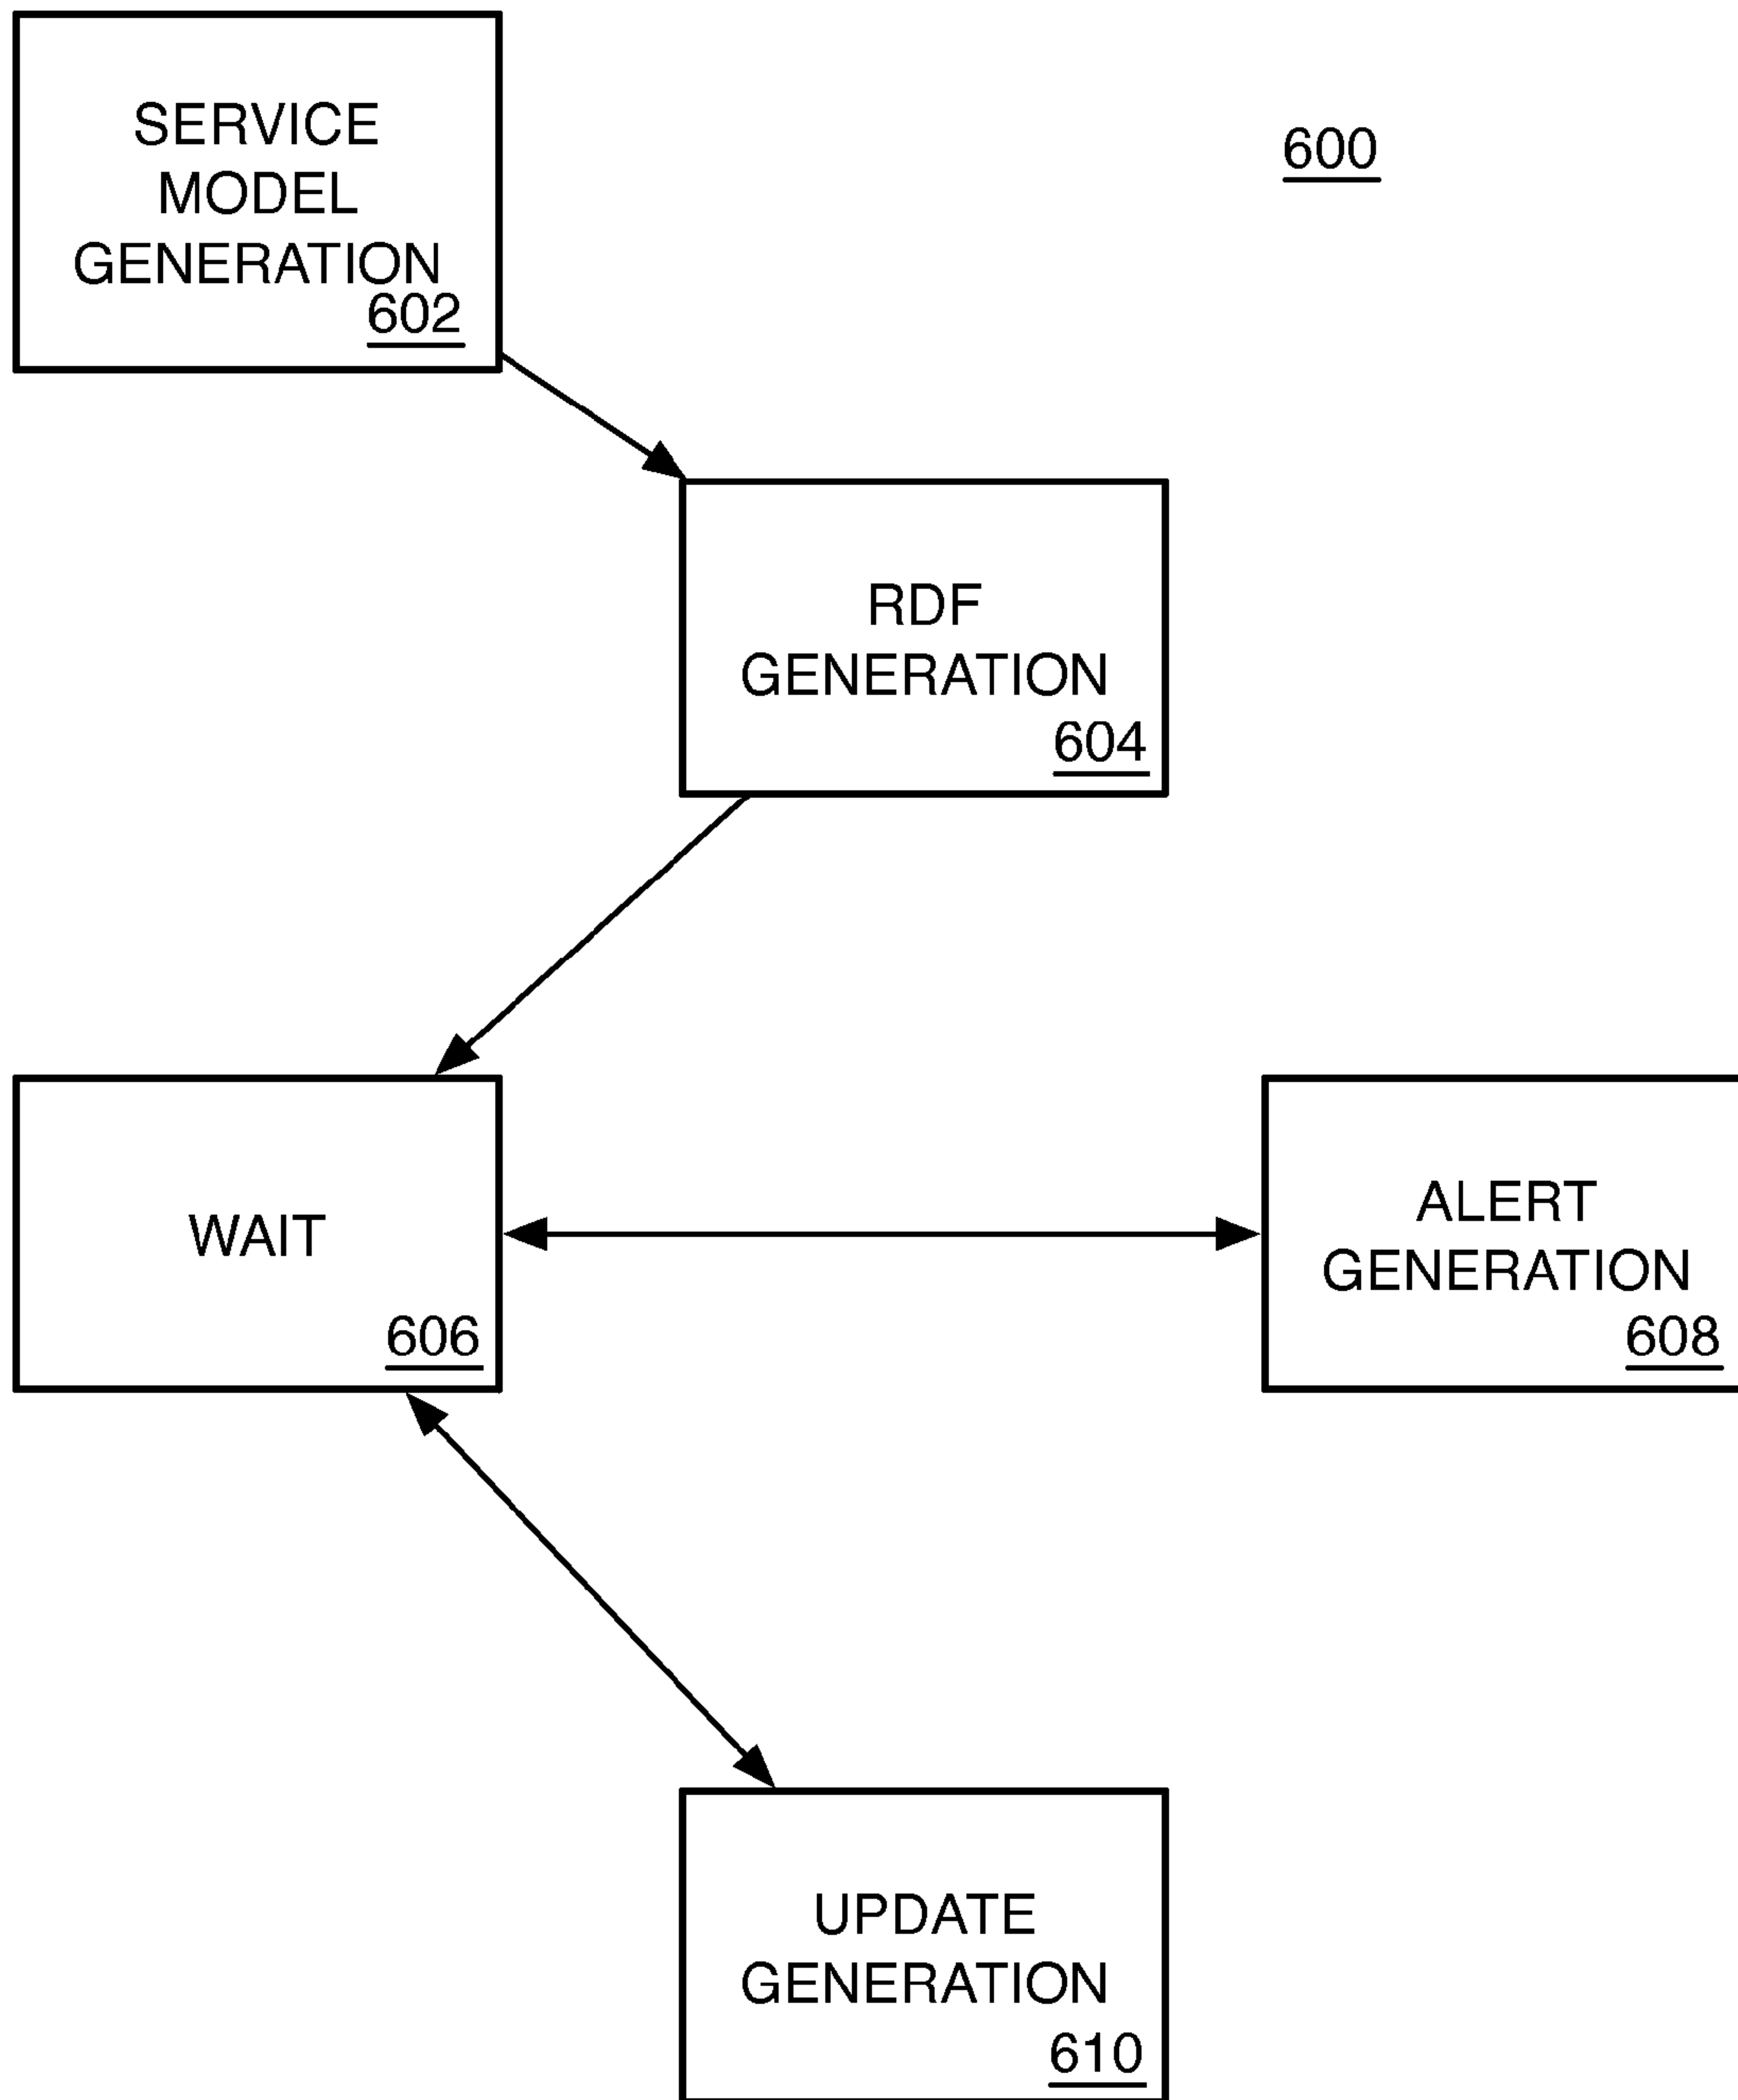 SERVICE
MODEL
GENERATION
602
600
RDF
GENERATION
604
WAIT
606
ALERT
GENERATION
608
UPDATE
GENERATION
610